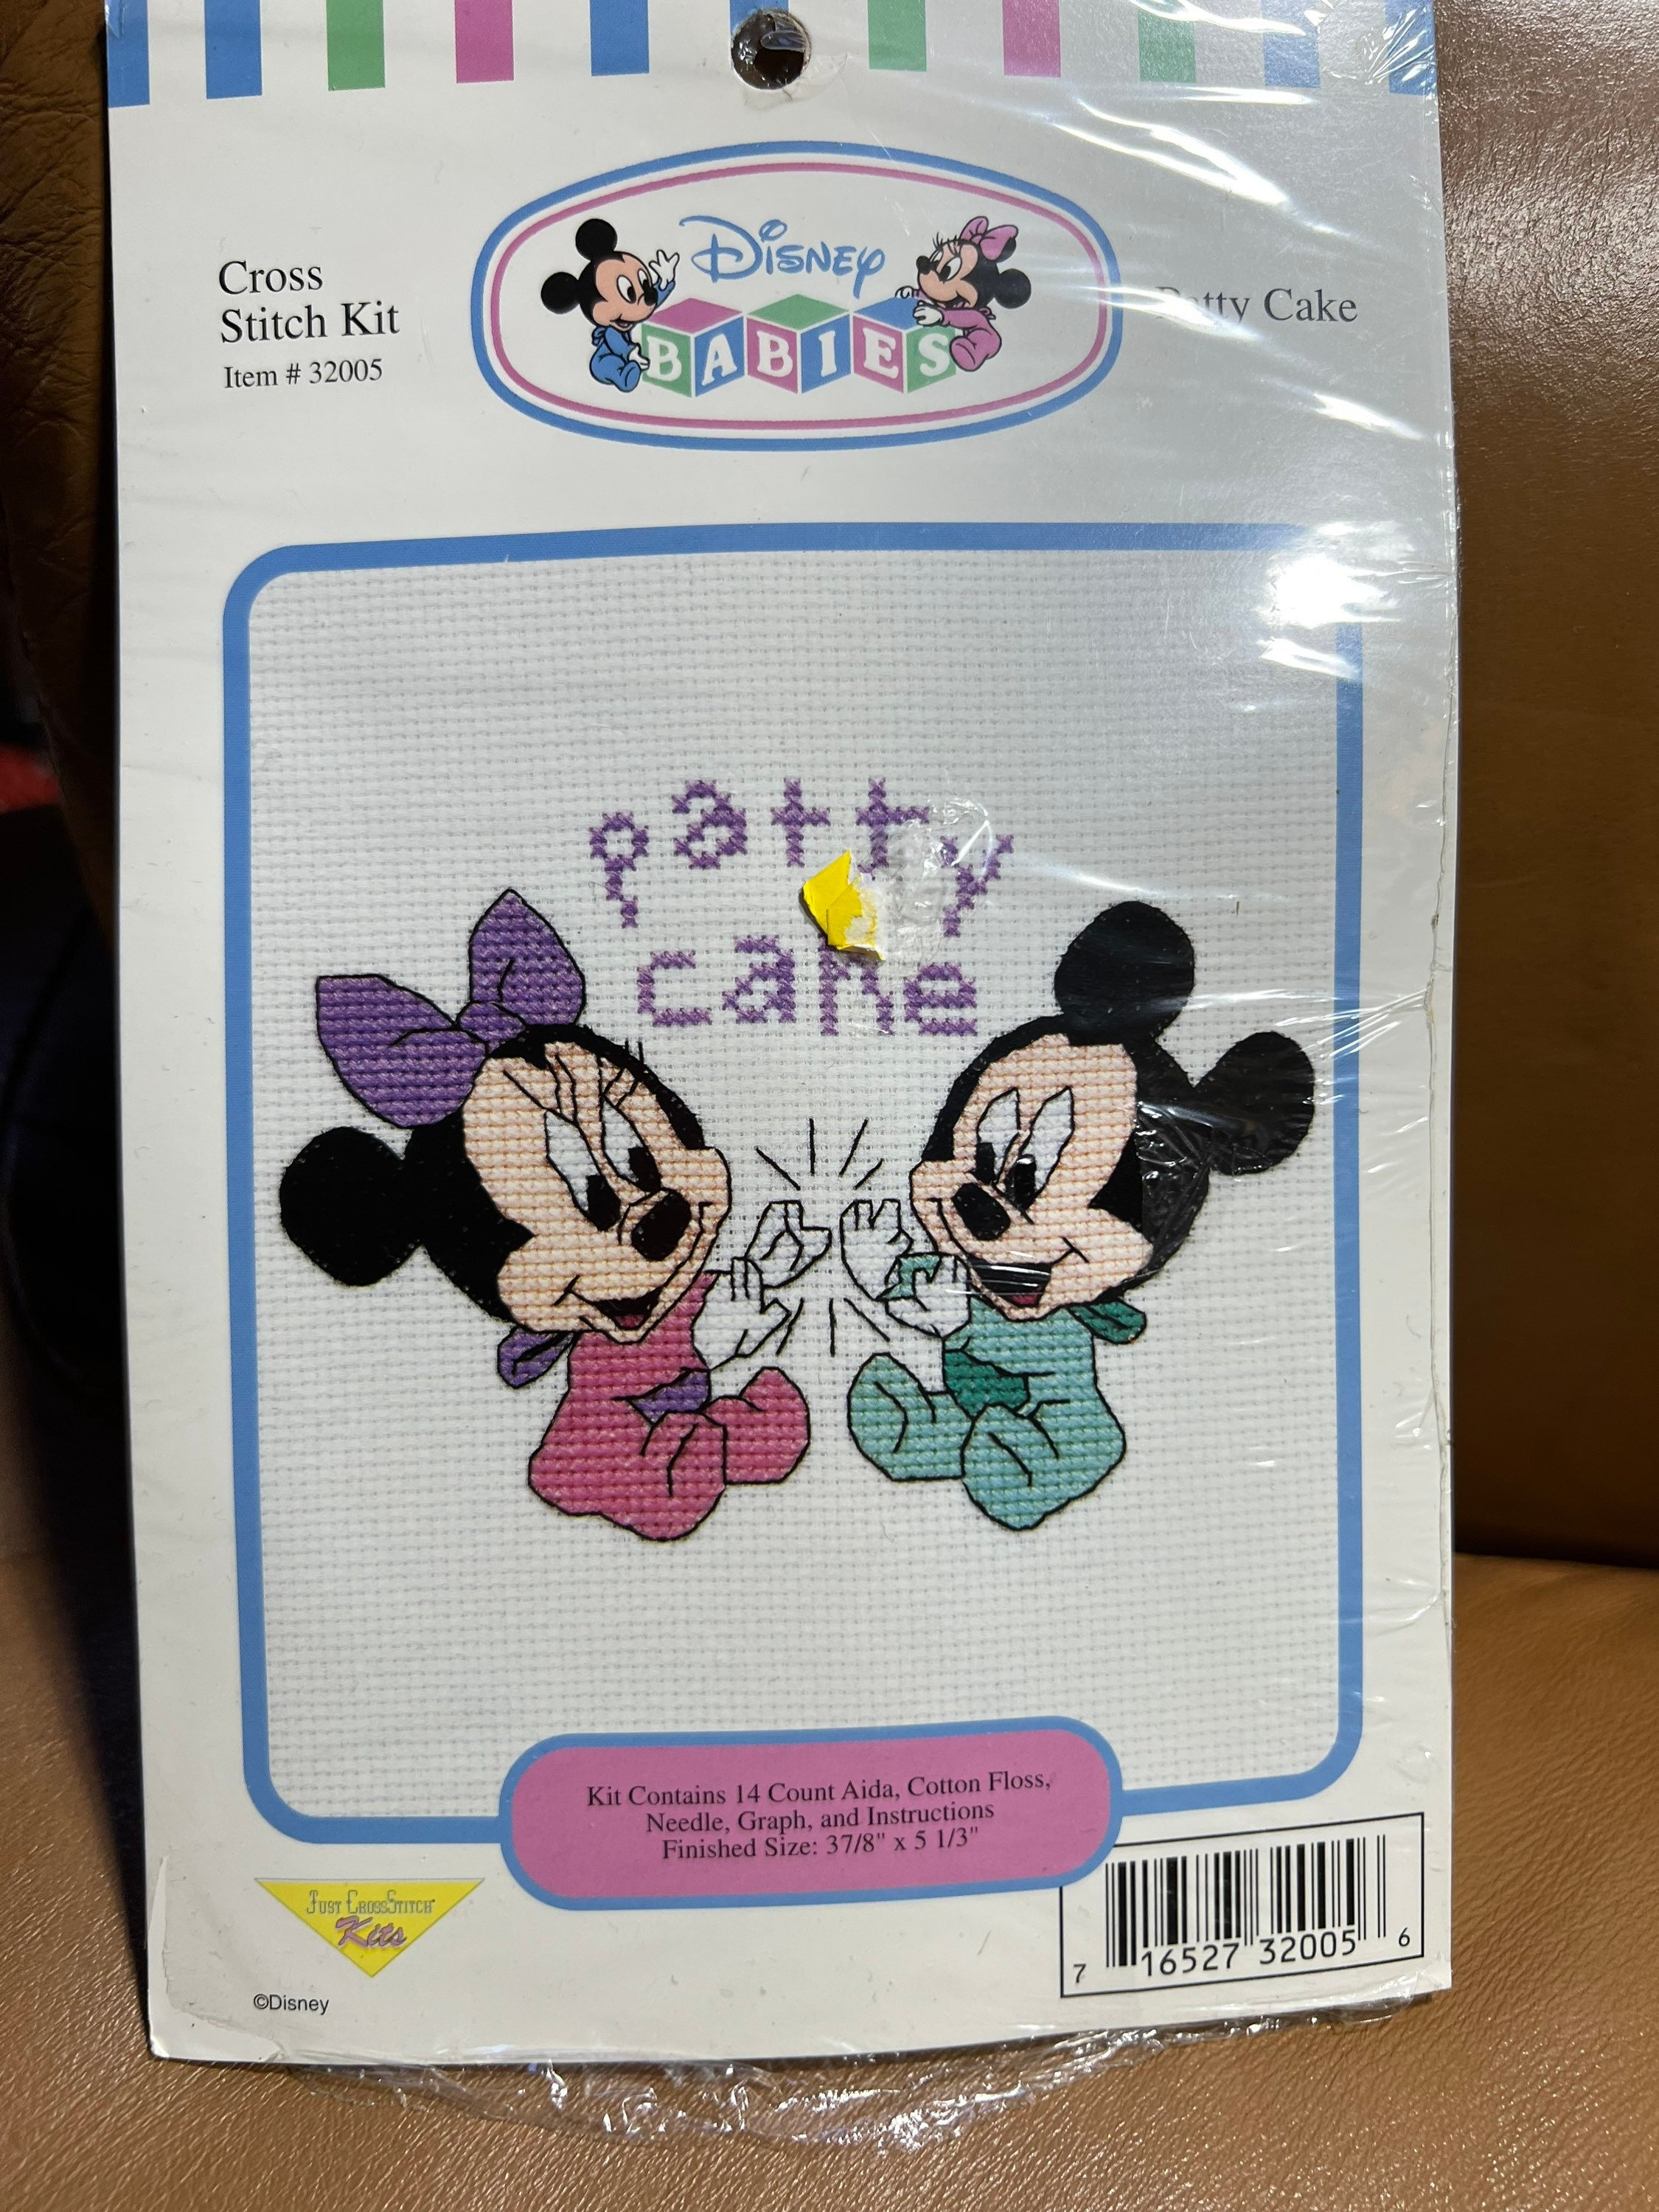 Cross
Stitch Kit
Item # 32005
Disney
BABIES
Patty Cake
patty
cake
Kit Contains 14 Count Aida, Cotton Floss,
Needle, Graph, and Instructions
Finished Size: 37/8" x 5 1/3"
Just CrossStitch
Kits
©Disney
7 16527 32005 6